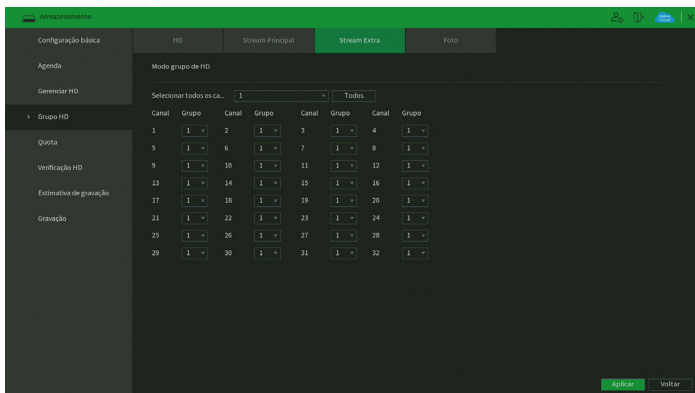 Armazenamento
Configuração básica
Agenda
Gerenciar HD
> Grupo HD
Quota
Verificação HD
Estimativa de gravação
Gravação
HD Stream Principal Stream Extra Foto
Modo grupo de HD
Selecionar todos os ca... 1 Todos
Canal Grupo Canal Grupo Canal Grupo Canal Grupo
1 1 2 1 3 1 4 1
5 1 6 1 7 1 8 1
9 1 10 1 11 1 12 1
13 1 14 1 15 1 16 1
17 1 18 1 19 1 20 1
21 1 22 1 23 1 24 1
25 1 26 1 27 1 28 1
29 1 30 1 31 1 32 1
Aplicar Voltar